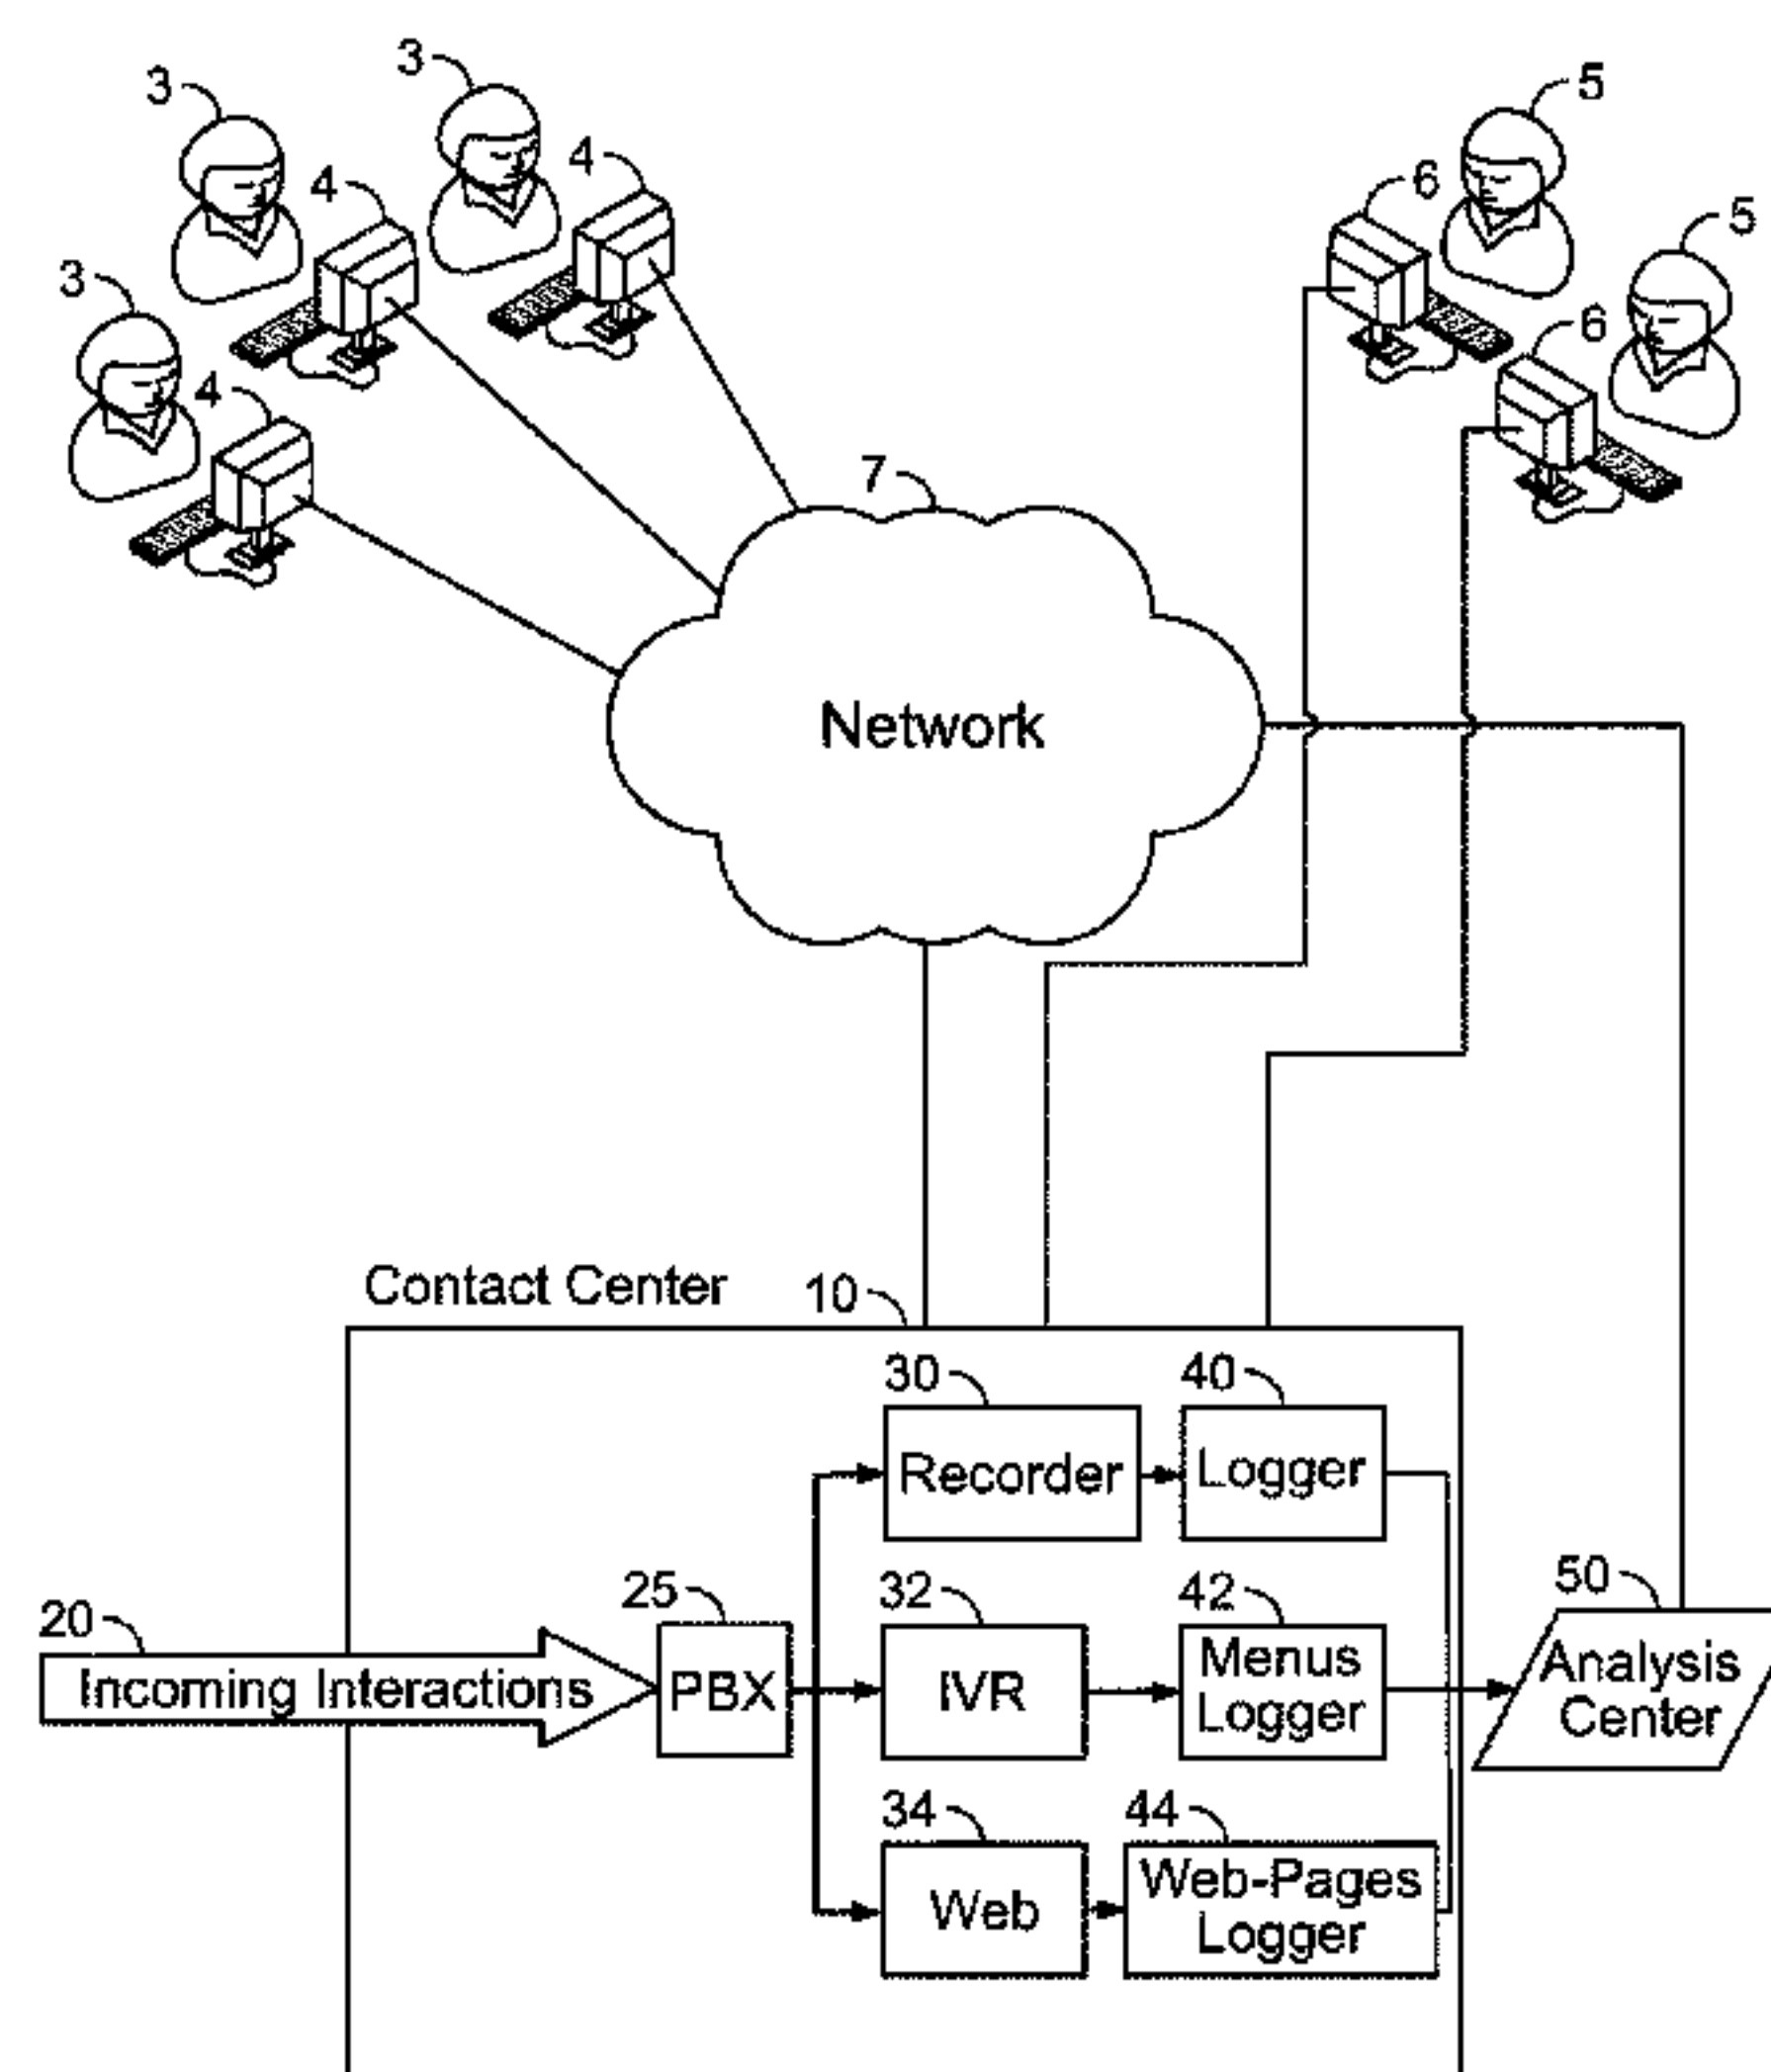 3
3
5
4
4
6
5
3
6
4
7
Network
Contact Center
10
30
40
Recorder
Logger
25
32
42
50
20
Incoming Interactions
PBX
IVR
Menus
Logger
Analysis
Center
34
44
Web
Web-Pages
Logger